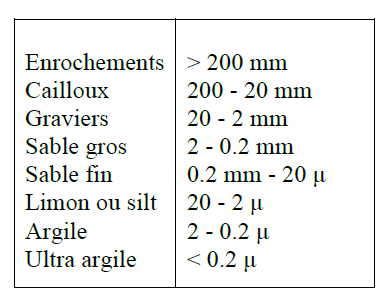 Enrochements > 200 mm
Cailloux 200 - 20 mm
Graviers 20 - 2 mm
Sable gros 2 - 0.2 mm
Sable fin 0.2 mm - 20 μ
Limon ou silt 20 - 2 μ
Argile 2 - 0.2 μ
Ultra argile < 0.2 μ